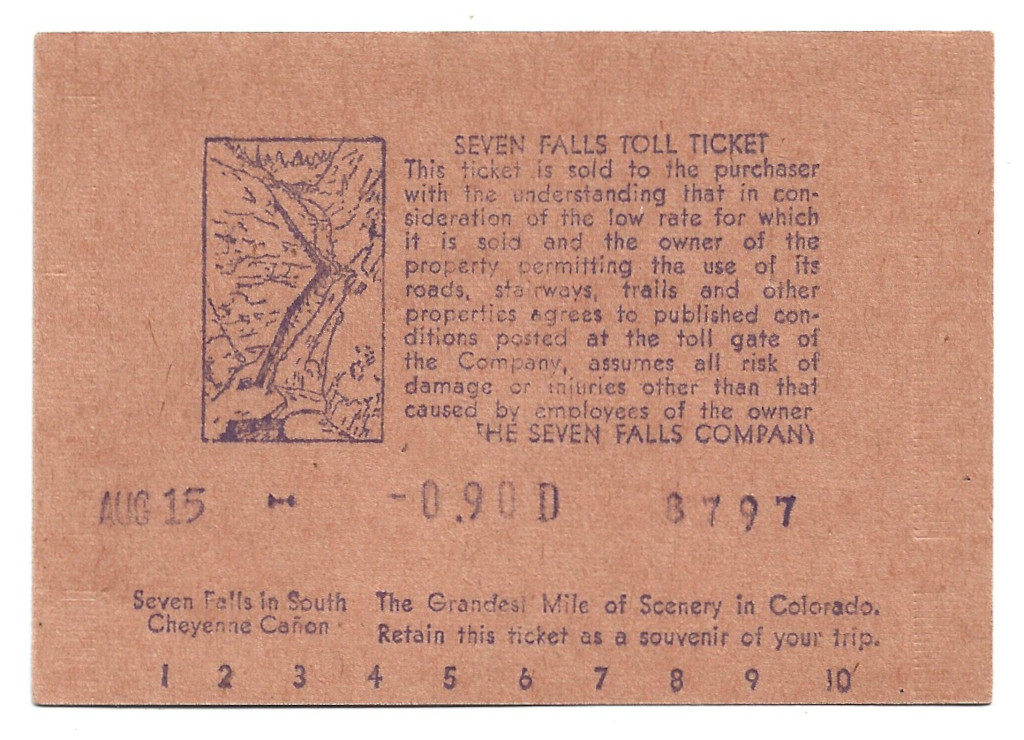 SEVEN FALLS TOLL TICKET
This ticket is sold to the purchaser
with the understanding that in con-
sideration of the low rate for which
it is sold and the owner of the
property permitting the use of its
roads, stairways, trails and other
properties agrees to published con-
ditions posted at the toll gate of
the Company, assumes all risk of
damage or injuries other than that
caused by employees of the owner
THE SEVEN FALLS COMPANY
AUG 15 -0.90 D 8797
Seven Falls in South
Cheyenne Cañon
The Grandest Mile of Scenery in Colorado.
Retain this ticket as a souvenir of your trip.
1 2 3 4 5 6 7 8 9 10